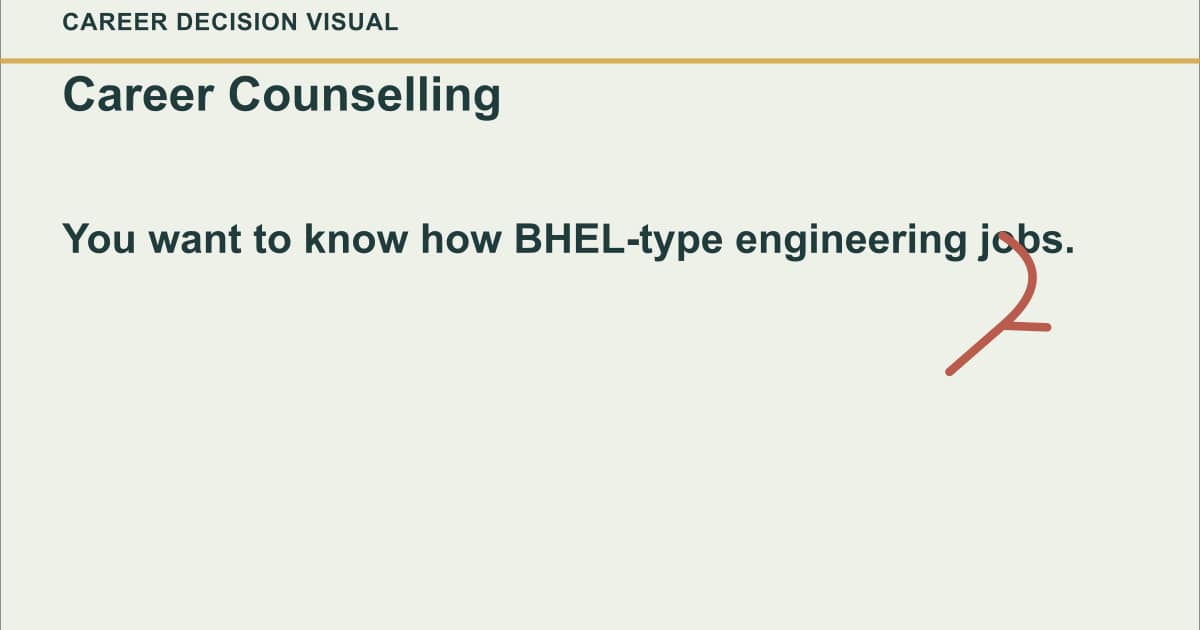 CAREER DECISION VISUAL
Career Counselling
You want to know how BHEL-type engineering jobs.